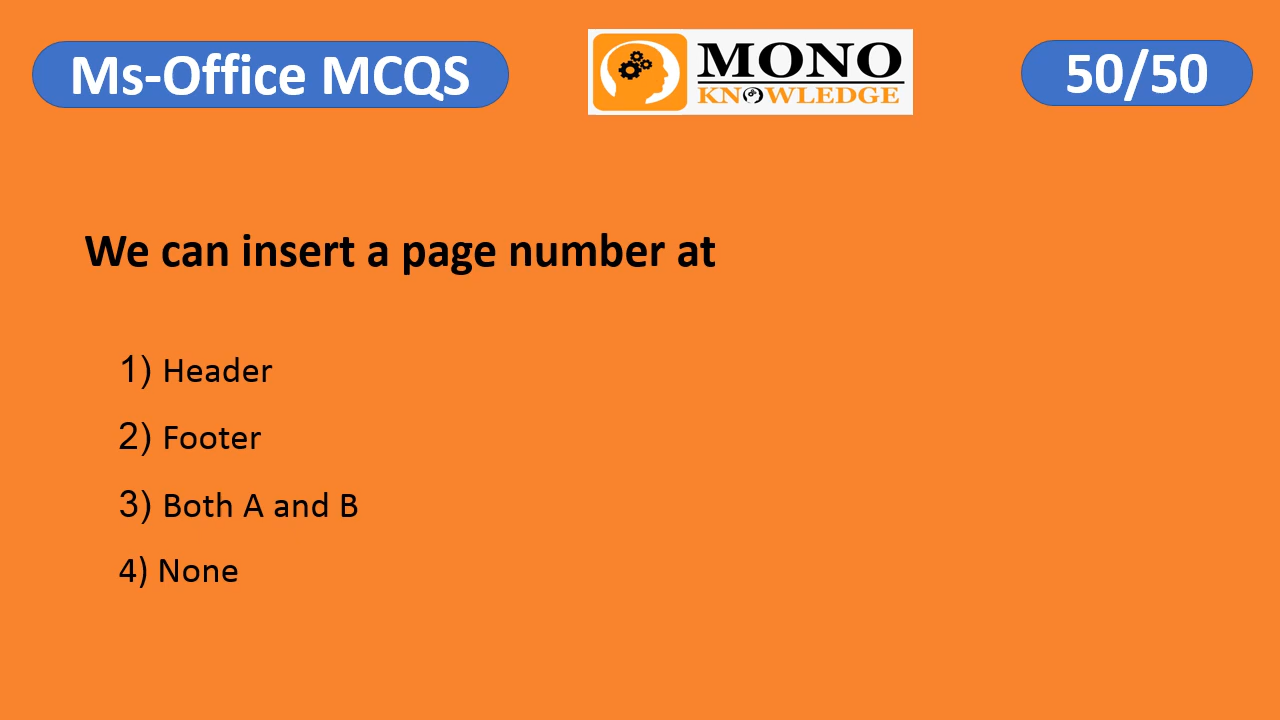 Ms-Office MCQS
MONO
KNOWLEDGE
50/50
We can insert a page number at
1) Header
2) Footer
3) Both A and B
4) None